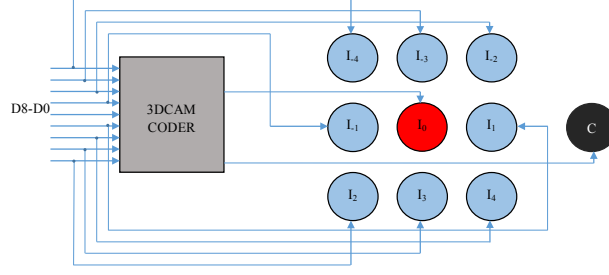 I-4 I-3 I-2
D8-D0
3DCAM
CODER
I-1 I0 I1 C
I2 I3 I4